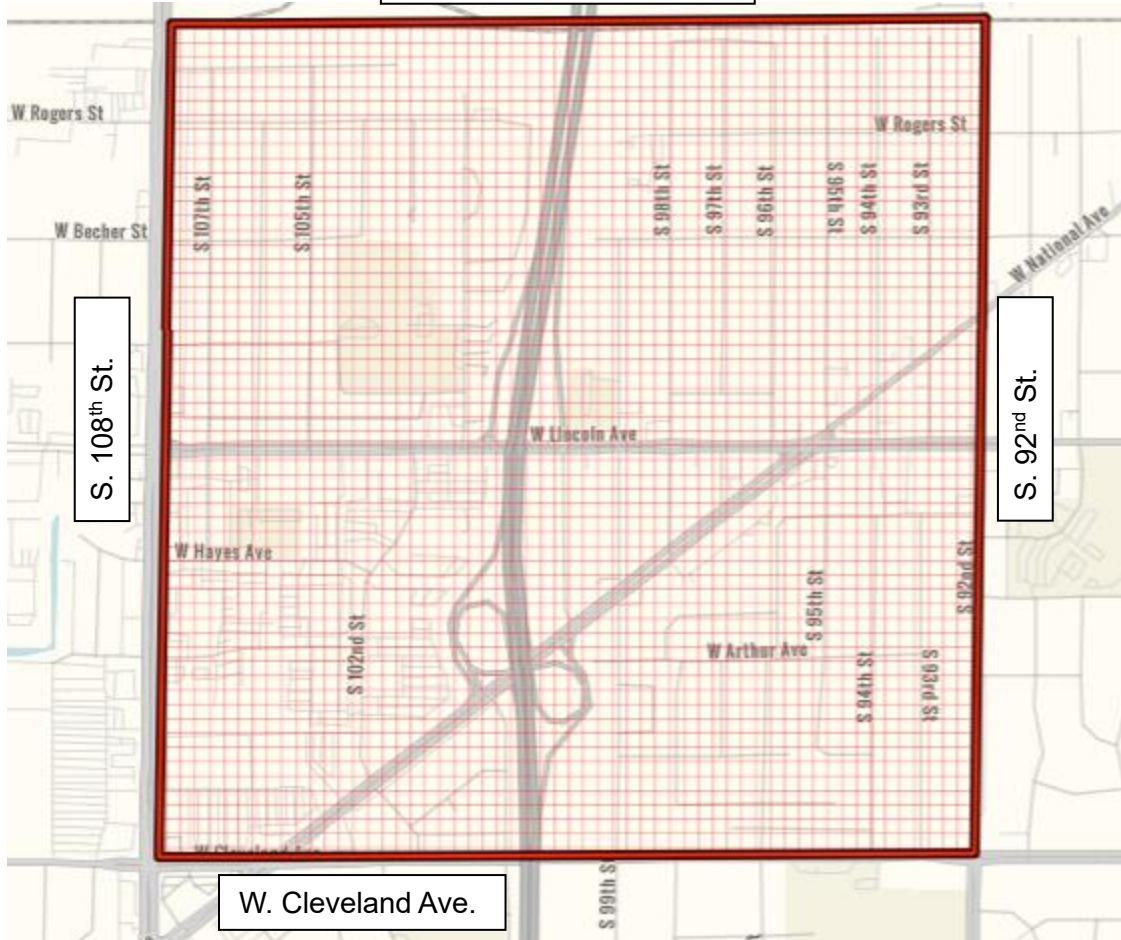 W Rogers St
W Rogers St
S 107th St
S 105th St
S 98th St
S 97th St
S 96th St
S 95th St
S 94th St
S 93rd St
W Becher St
W National Ave
S. 108th St.
S. 92nd St.
W Lincoln Ave
W Hayes Ave
S 92nd St
S 95th St
S 102nd St
W Arthur Ave
S 94th St
S 93rd St
W Cleveland Ave
W. Cleveland Ave.
S 99th St